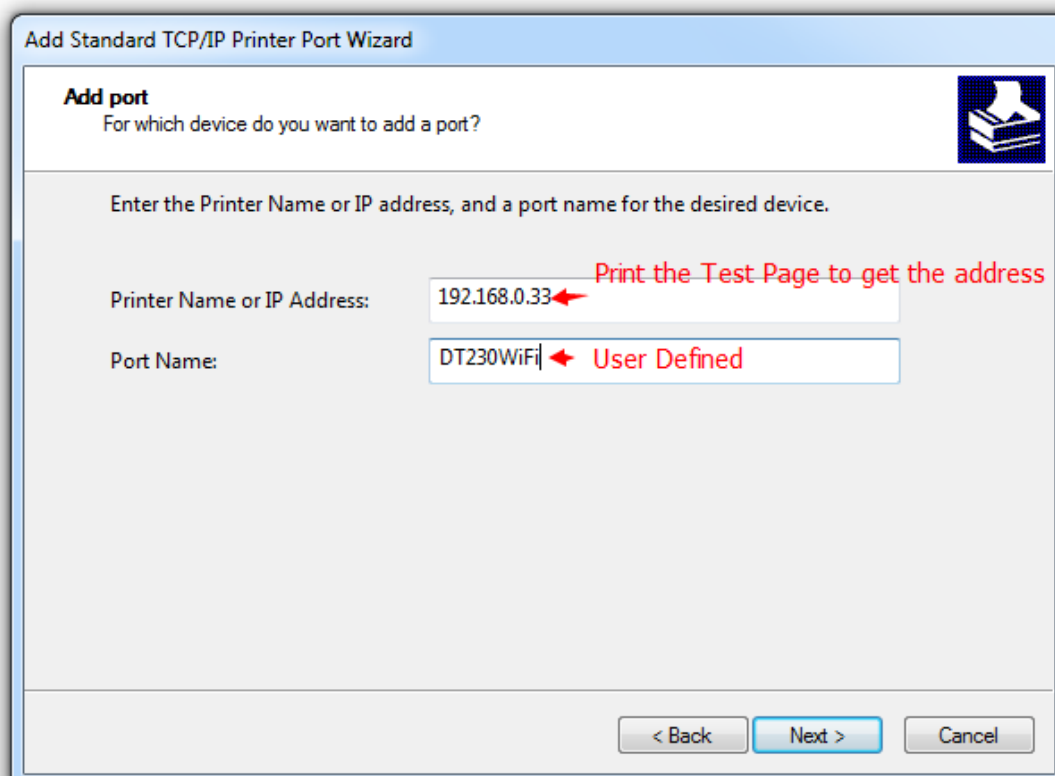 Add Standard TCP/IP Printer Port Wizard
Add port
For which device do you want to add a port?
Enter the Printer Name or IP address, and a port name for the desired device.
Print the Test Page to get the address
Printer Name or IP Address: 192.168.0.33
Port Name: DT230WiFi User Defined
< Back Next > Cancel